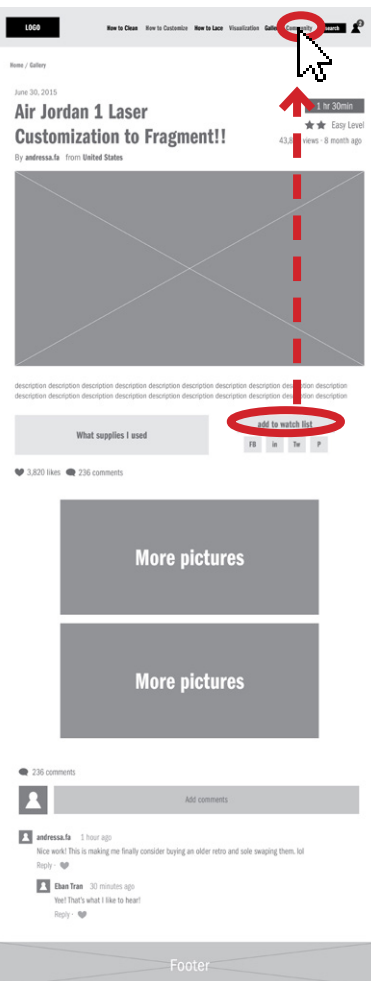 LOGO
How to Clean How to Customize How to Lace Visualization Community
2
Home / Gallery
June 30, 2015
Air Jordan 1 Laser
Customization to Fragment!!
1 hr 30min
Easy Level
views · 8 month ago
By andressa.fa from United States
description description description description description description description description description description
description description description description description description description description description description
What supplies I used
add to watch list
FB in Tw P
3,820 likes 236 comments
More pictures
More pictures
236 comments
Add comments
andressa.fa 1 hour ago
Nice work! This is making me finally consider buying an older retro and sole swaping them. lol
Reply ·
Eban Tran 30 minutes ago
Yee! That's what I like to hear!
Reply ·
Footer